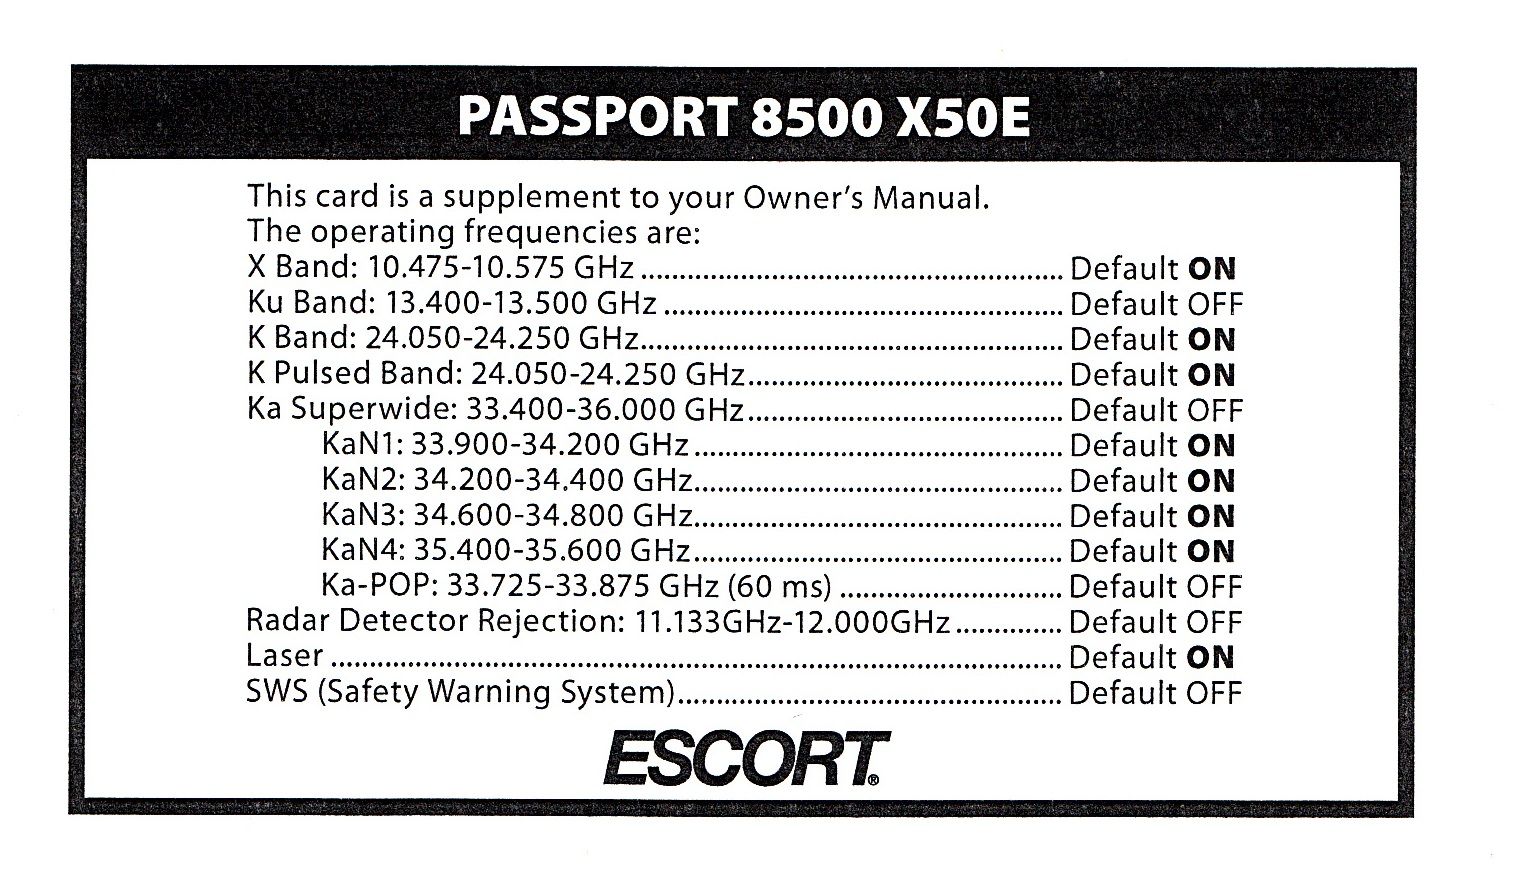 PASSPORT 8500 X50E
This card is a supplement to your Owner's Manual.
The operating frequencies are:
X Band: 10.475-10.575 GHz ........................................................ Default ON
Ku Band: 13.400-13.500 GHz ..................................................... Default OFF
K Band: 24.050-24.250 GHz........................................................ Default ON
K Pulsed Band: 24.050-24.250 GHz.......................................... Default ON
Ka Superwide: 33.400-36.000 GHz.......................................... Default OFF
KaN1: 33.900-34.200 GHz................................................. Default ON
KaN2: 34.200-34.400 GHz................................................. Default ON
KaN3: 34.600-34.800 GHz................................................. Default ON
KaN4: 35.400-35.600 GHz................................................. Default ON
Ka-POP: 33.725-33.875 GHz (60 ms) ............................. Default OFF
Radar Detector Rejection: 11.133GHz-12.000GHz.............. Default OFF
Laser ................................................................................................. Default ON
SWS (Safety Warning System)................................................... Default OFF
ESCORT®